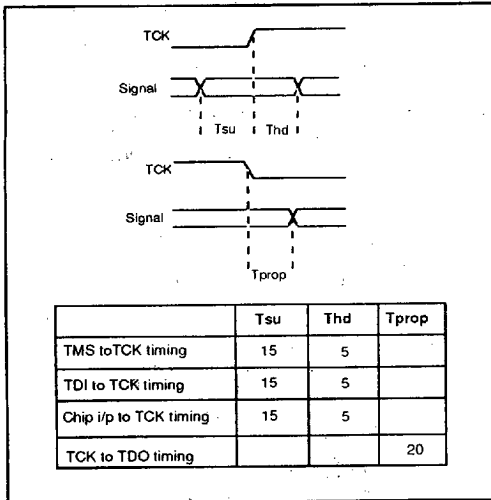 TCK
Signal
Tsu Thd
TCK
Signal
Tprop
Tsu Thd Tprop
TMS toTCK timing 15 5
TDI to TCK timing 15 5
Chip i/p to TCK timing 15 5
TCK to TDO timing 20